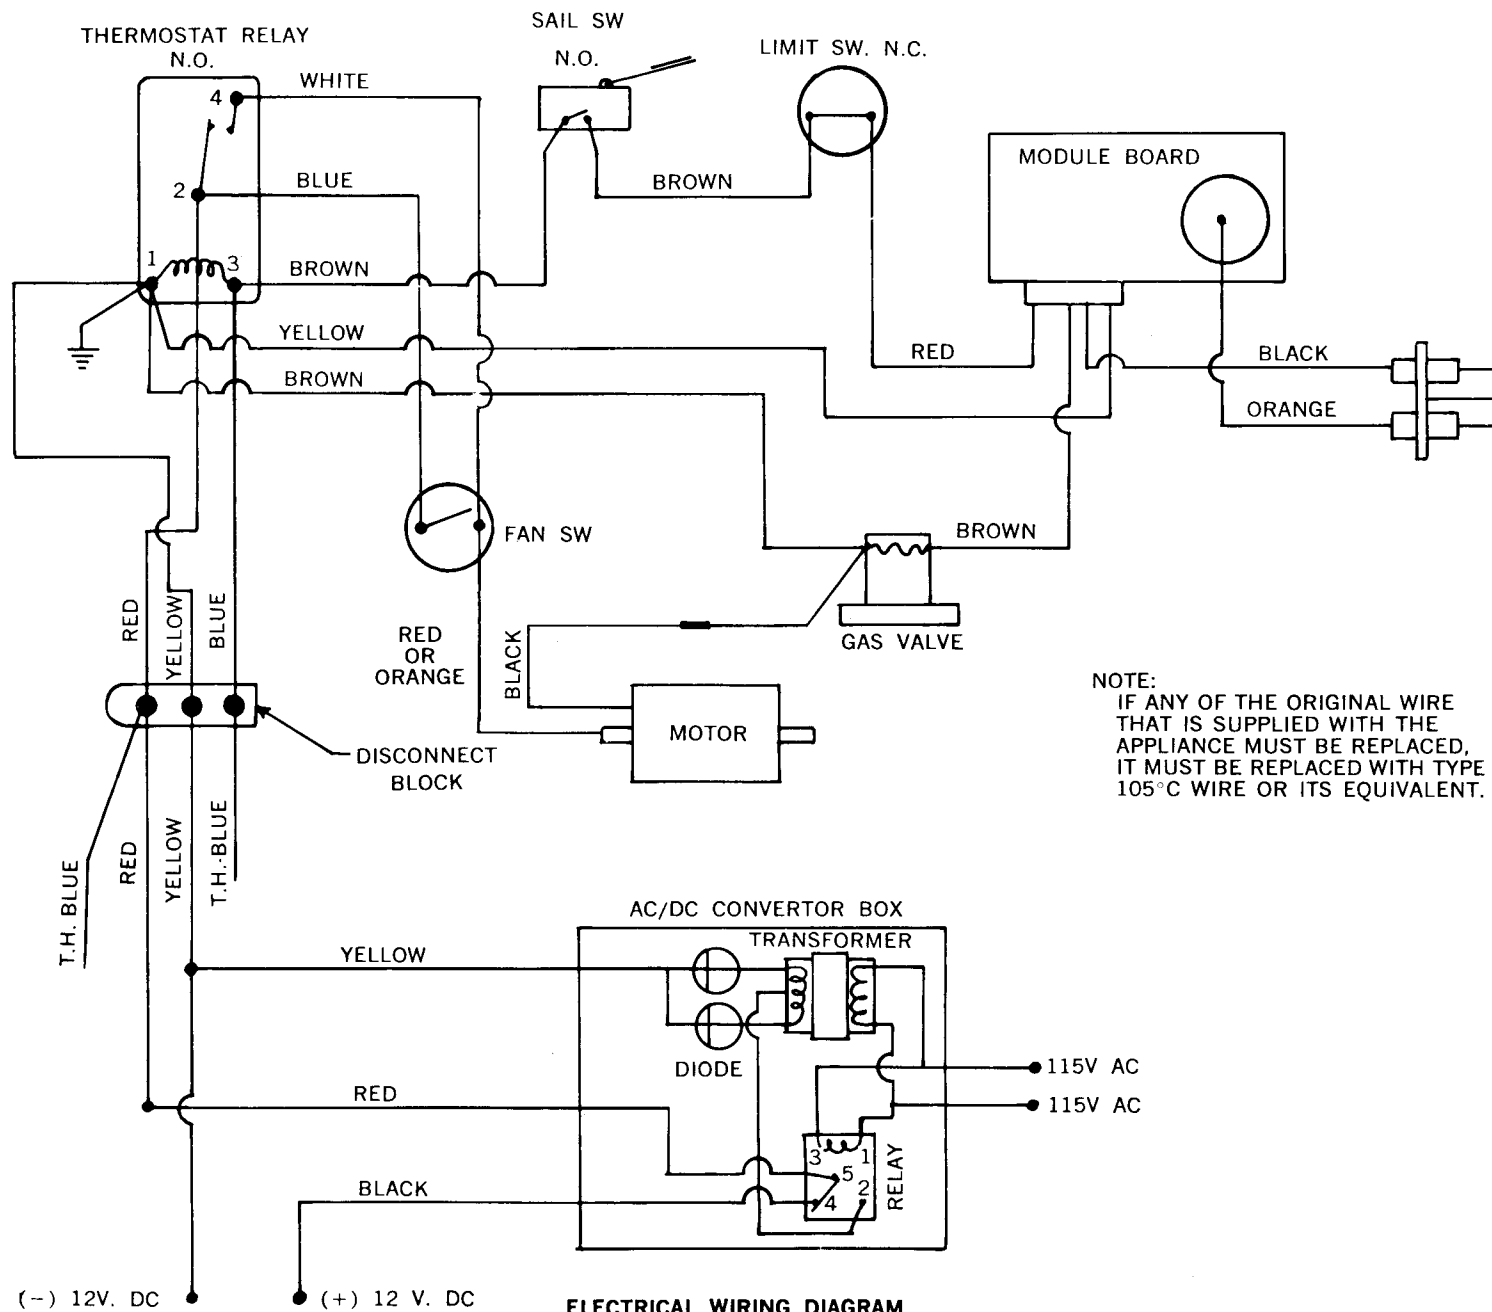 SAIL SW
N.O.
THERMOSTAT RELAY
N.O.
LIMIT SW. N.C.
WHITE
4
MODULE BOARD
2
BLUE
BROWN
1
3
BROWN
YELLOW
RED
BLACK
BROWN
ORANGE
FAN SW
BROWN
RED
YELLOW
BLUE
RED
OR
ORANGE
BLACK
GAS VALVE
MOTOR
DISCONNECT
BLOCK
NOTE:
IF ANY OF THE ORIGINAL WIRE
THAT IS SUPPLIED WITH THE
APPLIANCE MUST BE REPLACED,
IT MUST BE REPLACED WITH TYPE
105°C WIRE OR ITS EQUIVALENT.
T.H. BLUE
RED
YELLOW
T.H.-BLUE
AC/DC CONVERTOR BOX
TRANSFORMER
YELLOW
DIODE
115V AC
115V AC
RED
3
1
5
4
2
RELAY
BLACK
(-) 12V. DC
(+) 12 V. DC
ELECTRICAL WIRING DIAGRAM